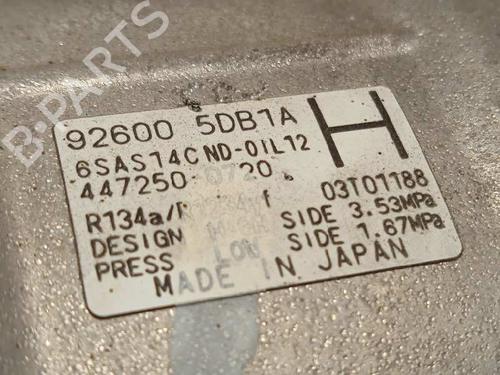 B-PARTS
92600 5DB1A
6SAS14C ND-OIL12
447250 0720
H
R134a/R 03T01188
DESIGN SIDE 3.53MPa
PRESS LOW SIDE 1.67MPa
MADE IN JAPAN